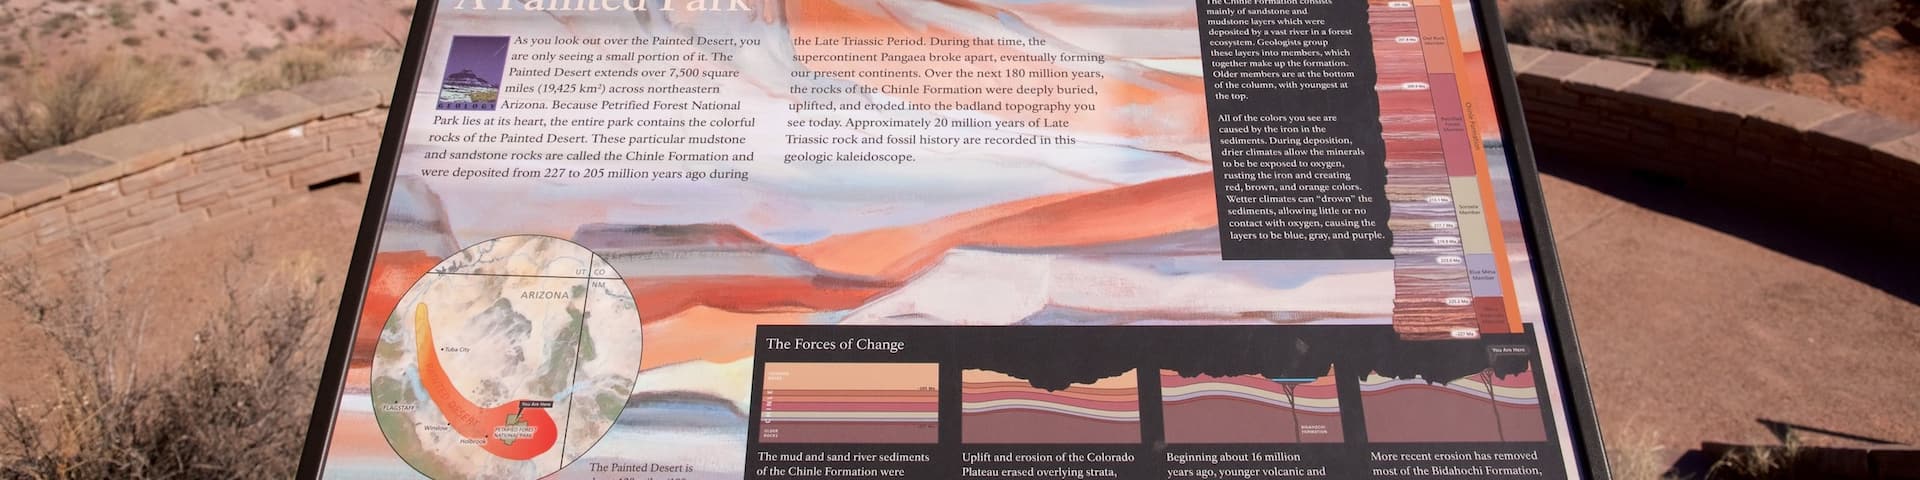 A Painted Park
As you look out over the Painted Desert, you
are only seeing a small portion of it. The
Painted Desert extends over 7,500 square
miles (19,425 km²) across northeastern
Arizona. Because Petrified Forest National
Park lies at its heart, the entire park contains the colorful
rocks of the Painted Desert. These particular mudstone
and sandstone rocks are called the Chinle Formation and
were deposited from 227 to 205 million years ago during
GEOLOGY
the Late Triassic Period. During that time, the
supercontinent Pangaea broke apart, eventually forming
our present continents. Over the next 180 million years,
the rocks of the Chinle Formation were deeply buried,
uplifted, and eroded into the badland topography you
see today. Approximately 20 million years of Late
Triassic rock and fossil history are recorded in this
geologic kaleidoscope.
The Chinle Formation consists
mainly of sandstone and
mudstone layers which were
deposited by a vast river in a forest
ecosystem. Geologists group
these layers into members, which
together make up the formation.
Older members are at the bottom
of the column, with youngest at
the top.
All of the colors you see are
caused by the iron in the
sediments. During deposition,
drier climates allow the minerals
to be be exposed to oxygen,
rusting the iron and creating
red, brown, and orange colors.
Wetter climates can "drown" the
sediments, allowing little or no
contact with oxygen, causing the
layers to be blue, gray, and purple.
Owl Rock
Member
Petrified
Forest
Member
Sonsela
Member
Blue Mesa
Member
Chinle Formation
UT CO
NM
ARIZONA
Tuba City
FLAGSTAFF
Winslow
Holbrook
DESERT
You Are Here
PETRIFIED FOREST
NATIONAL PARK
The Painted Desert is
The Forces of Change
CHINLE
OLDER
ROCKS
BIDAHOCHI
FORMATION
You Are Here
The mud and sand river sediments
of the Chinle Formation were
Uplift and erosion of the Colorado
Plateau erased overlying strata,
Beginning about 16 million
years ago, younger volcanic and
More recent erosion has removed
most of the Bidahochi Formation,